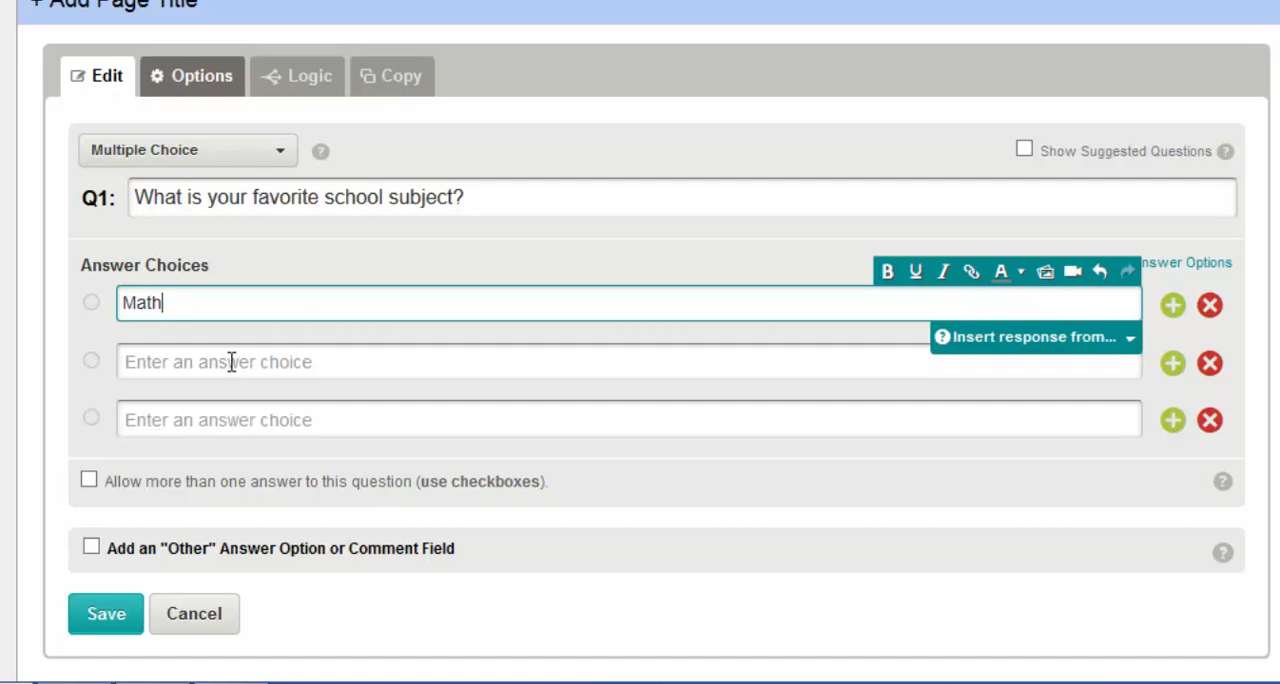 + Add Page Title
Edit
Options
Logic
Copy
Multiple Choice
?
Show Suggested Questions ?
Q1: What is your favorite school subject?
Answer Choices
B U I A
nswer Options
Math
? Insert response from...
Enter an answer choice
Enter an answer choice
Allow more than one answer to this question (use checkboxes). ?
Add an "Other" Answer Option or Comment Field ?
Save
Cancel